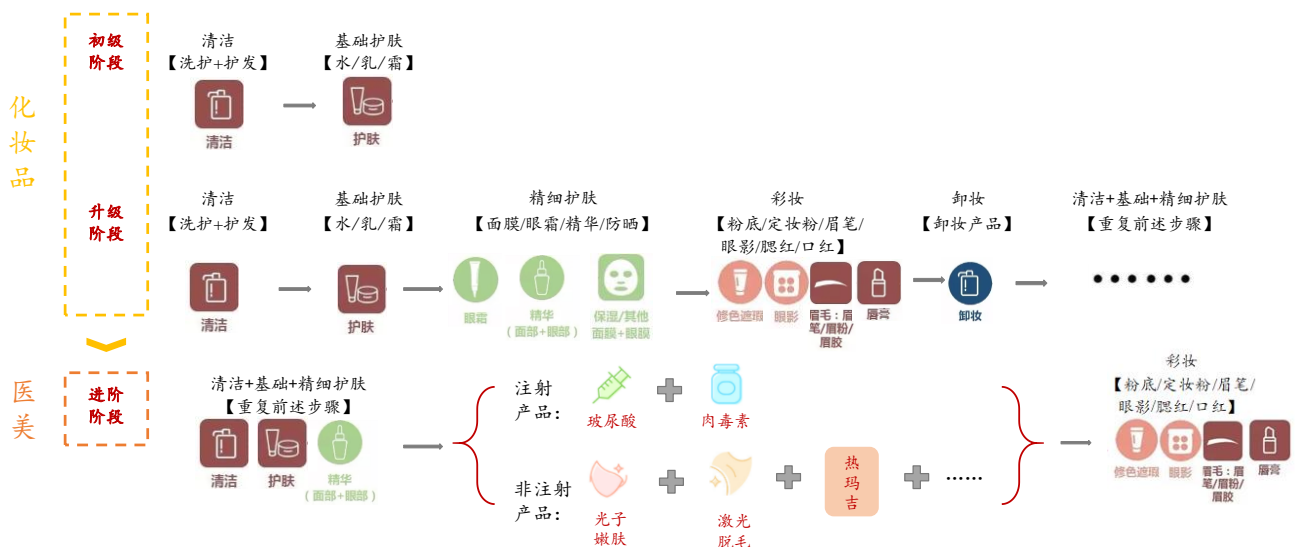 化
妆
品
初级
阶段
清洁
【洗护+护发】
清洁
基础护肤
【水/乳/霜】
护肤
升级
阶段
清洁
【洗护+护发】
清洁
基础护肤
【水/乳/霜】
护肤
精细护肤
【面膜/眼霜/精华/防晒】
眼霜
精华
（面部+眼部）
保湿/其他
面膜+眼膜
彩妆
【粉底/定妆粉/眉笔/
眼影/腮红/口红】
修色遮瑕
眼影
眉毛：眉
笔/眉粉/
眉胶
唇膏
卸妆
【卸妆产品】
卸妆
清洁+基础+精细护肤
【重复前述步骤】
••••••
医
美
进阶
阶段
清洁+基础+精细护肤
【重复前述步骤】
清洁
护肤
精华
（面部+眼部）
注射
产品：
玻尿酸
肉毒素
非注射
产品：
光子
嫩肤
激光
脱毛
热
玛
吉
……
彩妆
【粉底/定妆粉/眉笔/
眼影/腮红/口红】
修色遮瑕
眼影
眉毛：眉
笔/眉粉/
眉胶
唇膏